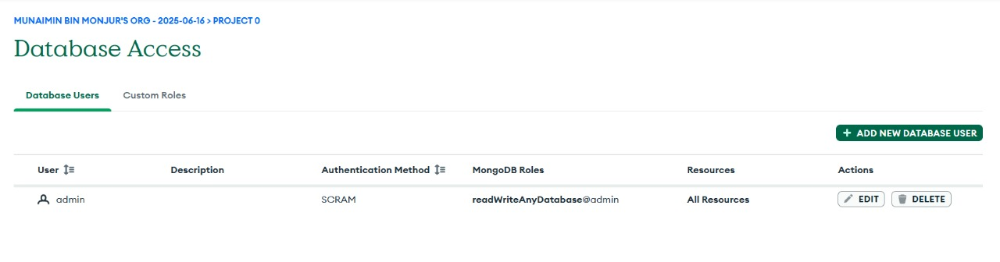 MUNAIMIN BIN MONJUR'S ORG - 2025-06-16 > PROJECT 0
Database Access
Database Users Custom Roles
+ ADD NEW DATABASE USER
User Description Authentication Method MongoDB Roles Resources Actions
admin SCRAM readWriteAnyDatabase@admin All Resources EDIT DELETE